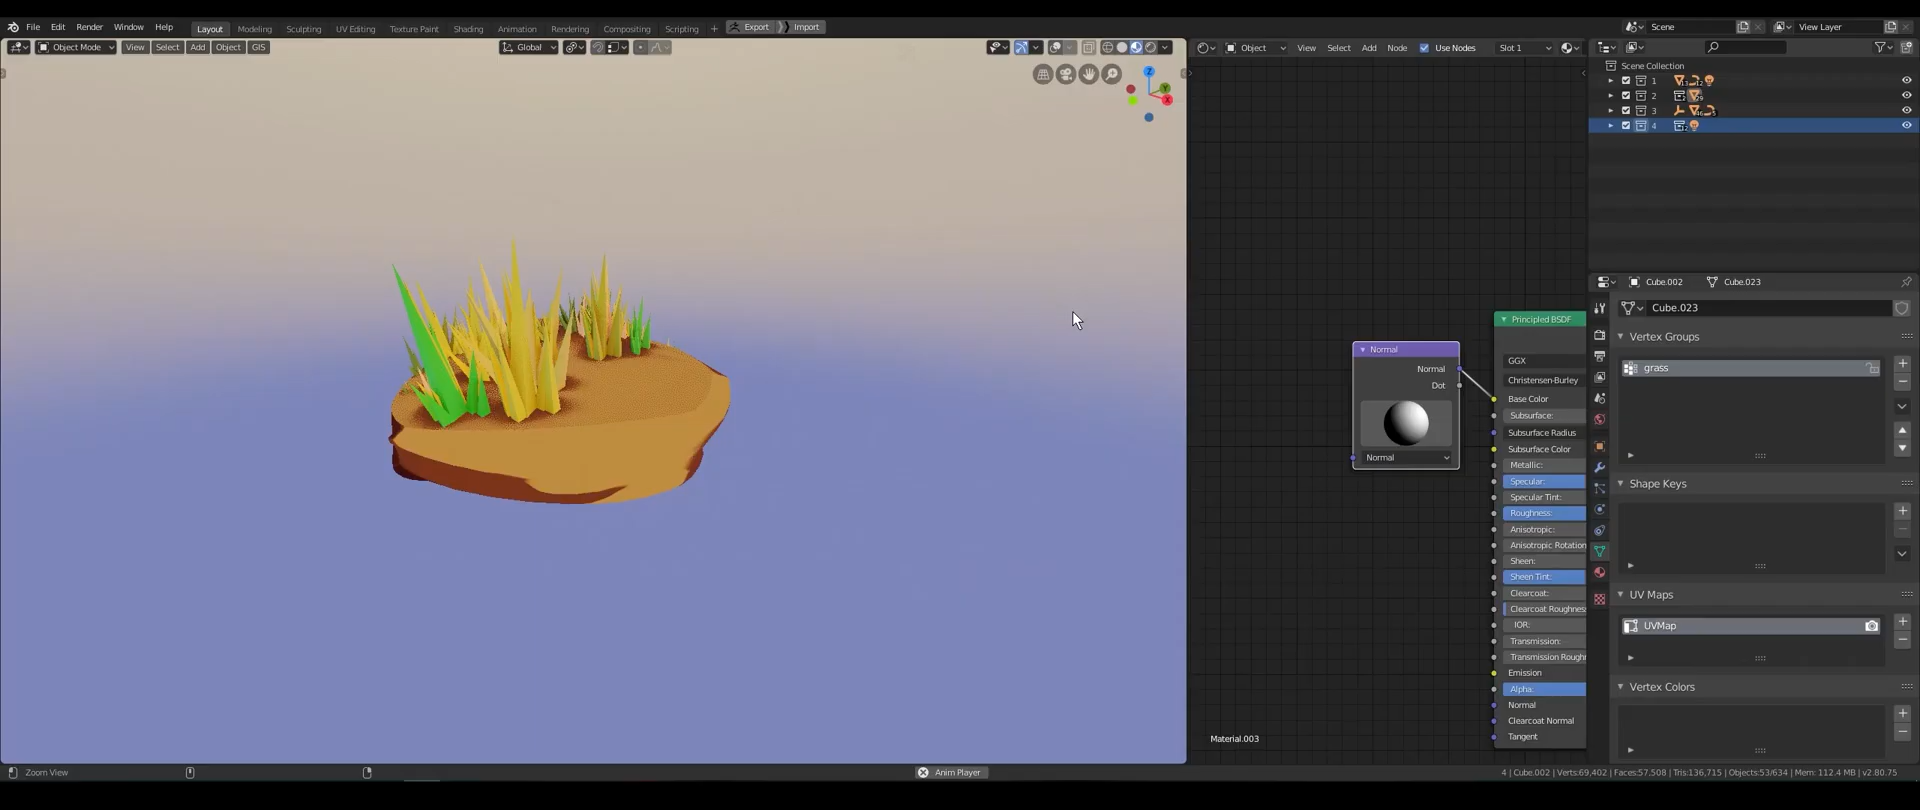 File Edit Render Window Help Layout Modeling Sculpting UV Editing Texture Paint Shading Animation Rendering Compositing Scripting + Export Import Scene View Layer
Object Mode View Select Add Object GIS Global Object View Select Add Node Use Nodes Slot 1
Scene Collection
1
2
3
4
Z
Y
X
Cube.002 Cube.023
Cube.023
Vertex Groups
grass
Shape Keys
UV Maps
UVMap
Vertex Colors
Normal
Normal
Dot
Normal
Principled BSDF
GGX
Christensen-Burley
Base Color
Subsurface:
Subsurface Radius
Subsurface Color
Metallic:
Specular:
Specular Tint:
Roughness:
Anisotropic:
Anisotropic Rotation
Sheen:
Sheen Tint:
Clearcoat:
Clearcoat Roughness
IOR:
Transmission:
Transmission Rough
Emission
Alpha:
Normal
Clearcoat Normal
Tangent
Material.003
Zoom View Anim Player 4 | Cube.002 | Verts:69,402 | Faces:57,508 | Tris:136,715 | Objects:53/634 | Mem: 112.4 MB | v2.80.75